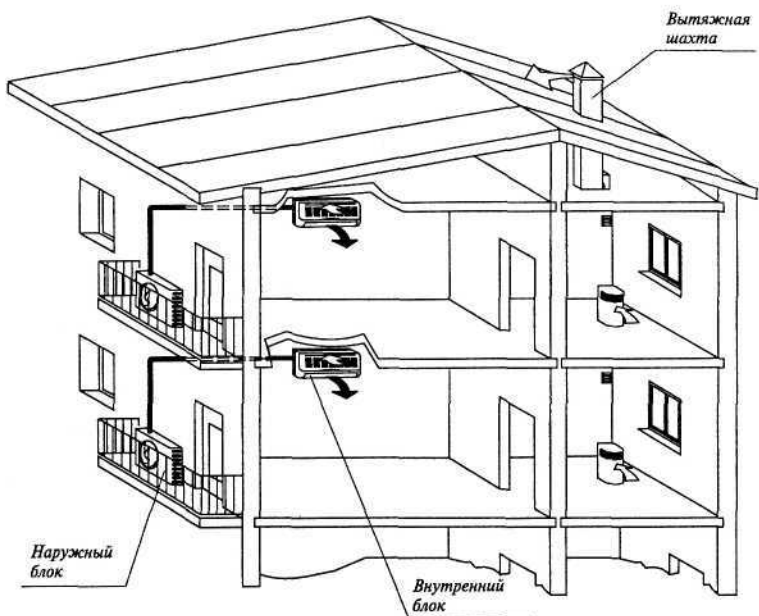 Вытяжная
шахта
Наружный
блок
Внутренний
блок